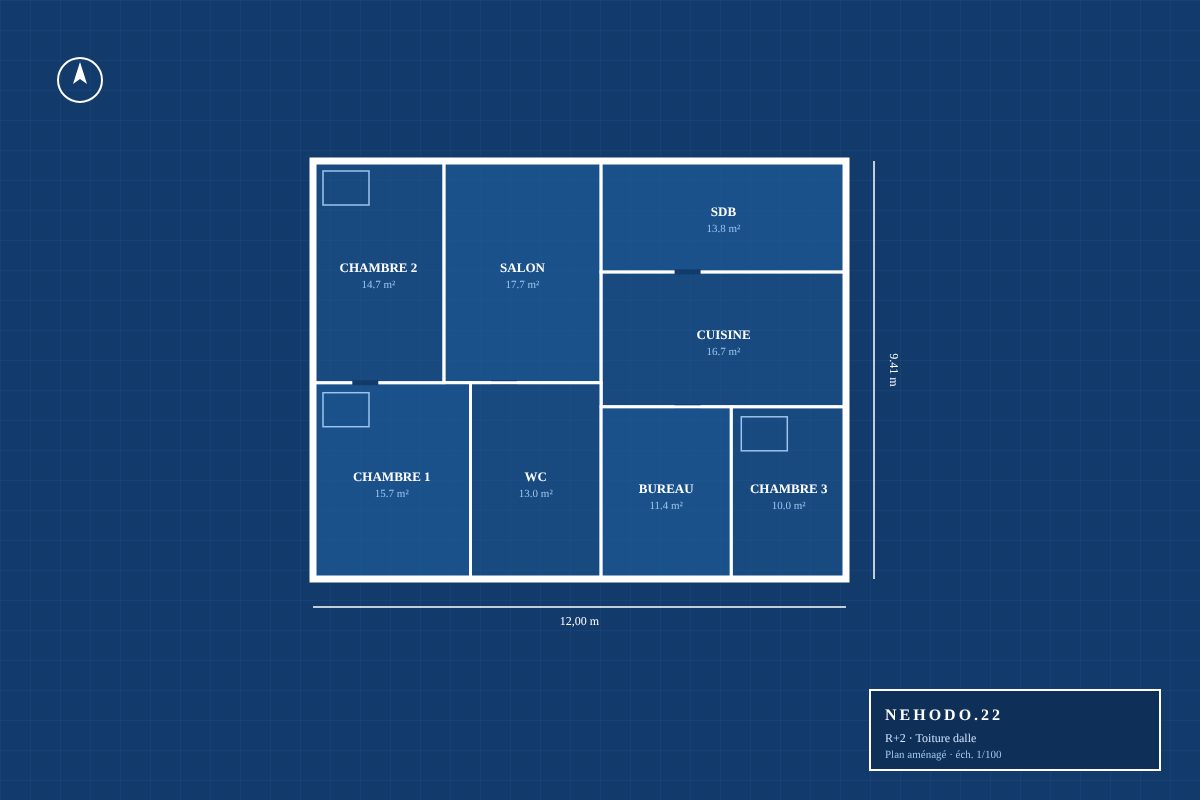 SDB
13.8 m²
CHAMBRE 2
14.7 m²
SALON
17.7 m²
CUISINE
16.7 m²
9.41 m
CHAMBRE 1
15.7 m²
WC
13.0 m²
BUREAU
11.4 m²
CHAMBRE 3
10.0 m²
12,00 m
NEHODO.22
R+2 · Toiture dalle
Plan aménagé · éch. 1/100